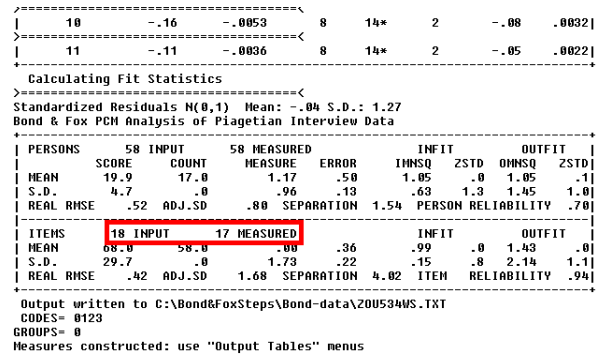 >===================================<
| 10 -.16 -.0053 8 14* 2 -.08 .0032|
>===================================<
| 11 -.11 -.0036 8 14* 2 -.05 .0022|
+------------------------------------------------------------------------------+
Calculating Fit Statistics
>===================================<
Standardized Residuals N(0,1) Mean: -.04 S.D.: 1.27
Bond & Fox PCM Analysis of Piagetian Interview Data
+------------------------------------------------------------------------------+
| PERSONS 58 INPUT 58 MEASURED INFIT OUTFIT |
| SCORE COUNT MEASURE ERROR IMNSQ ZSTD OMNSQ ZSTD|
| MEAN 19.9 17.0 1.17 .50 1.05 .0 1.05 .1|
| S.D. 4.7 .0 .96 .13 .63 1.3 1.45 1.0|
| REAL RMSE .52 ADJ.SD .80 SEPARATION 1.54 PERSON RELIABILITY .70|
|------------------------------------------------------------------------------|
| ITEMS 18 INPUT 17 MEASURED INFIT OUTFIT |
| MEAN 68.0 58.0 .00 .36 .99 .0 1.43 .0|
| S.D. 29.7 .0 1.73 .22 .15 .8 2.14 1.1|
| REAL RMSE .42 ADJ.SD 1.68 SEPARATION 4.02 ITEM RELIABILITY .94|
+------------------------------------------------------------------------------+
Output written to C:\Bond&FoxSteps\Bond-data\ZOU534WS.TXT
CODES= 0123
GROUPS= 0
Measures constructed: use "Output Tables" menus